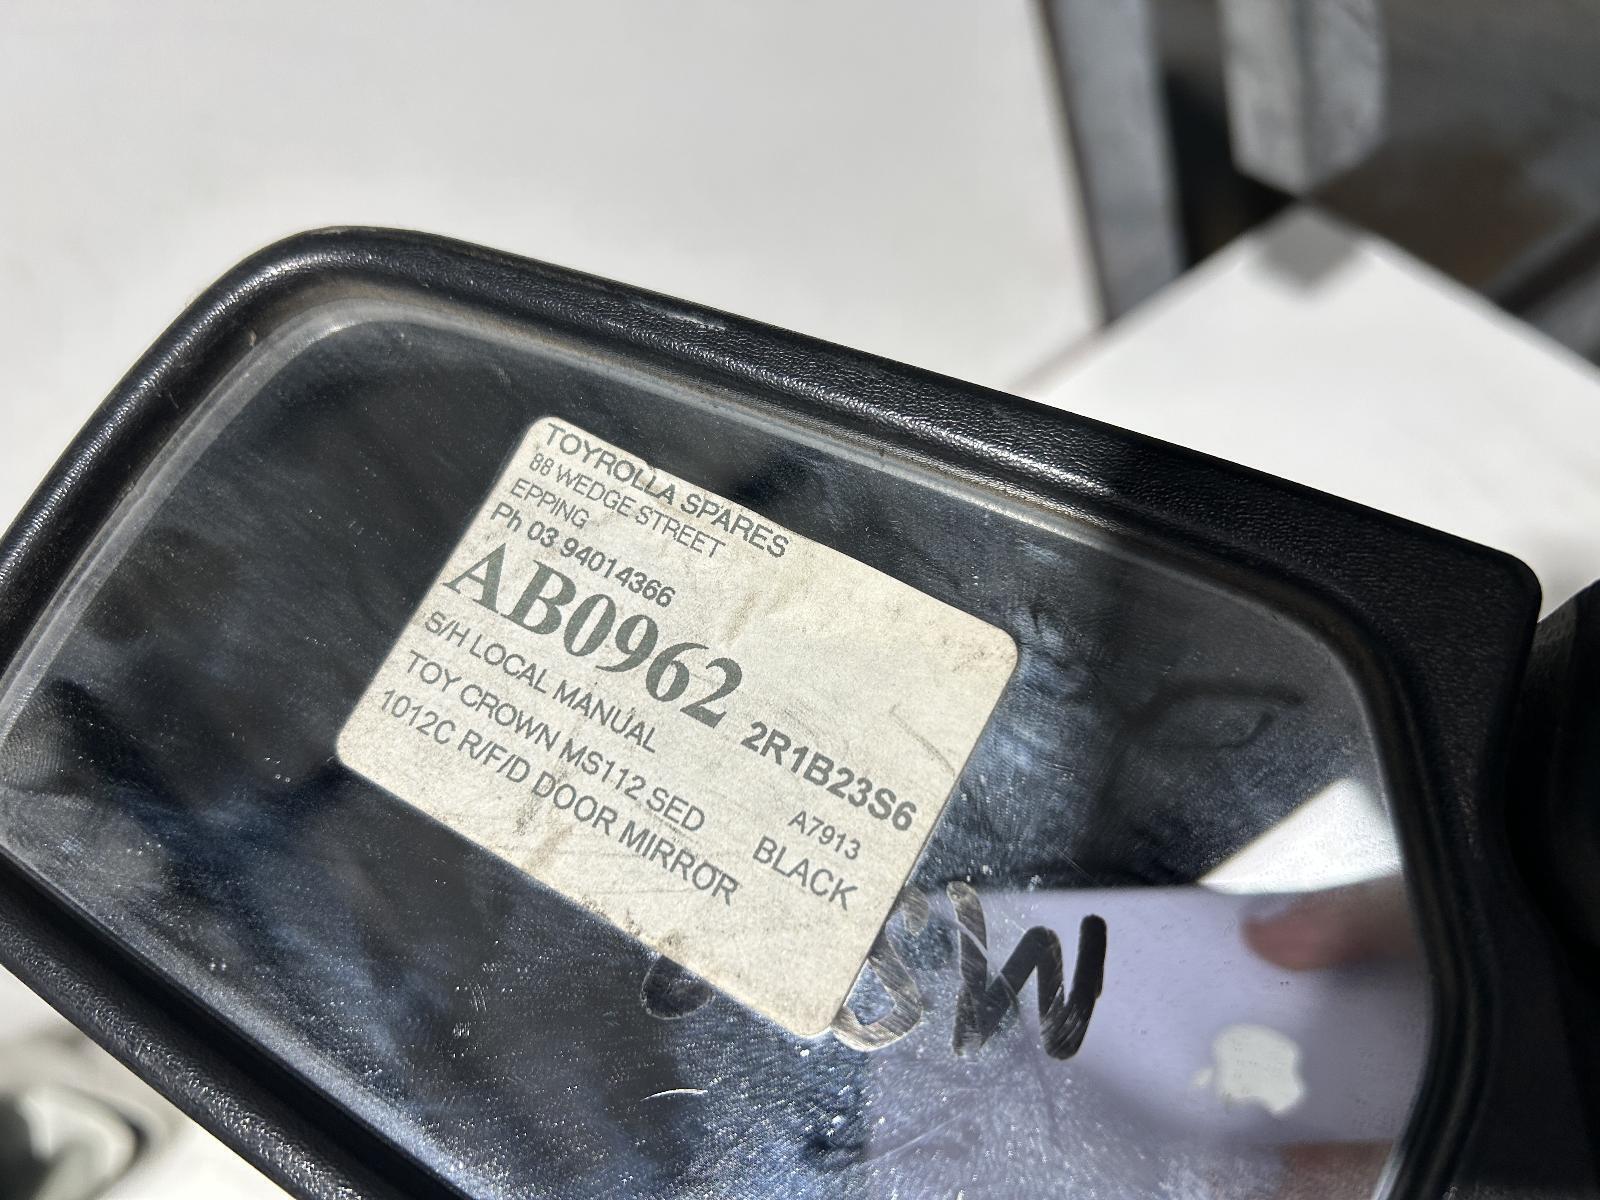 TOYROLLA SPARES
88 WEDGE STREET
EPPING
Ph 03 94014366
AB0962 2R1B23S6
S/H LOCAL MANUAL A7913
TOY CROWN MS112 SED BLACK
1012C R/F/D DOOR MIRROR